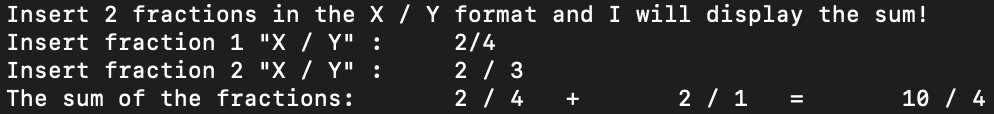 Insert 2 fractions in the X / Y format and I will display the sum!
Insert fraction 1 "X / Y" : 2/4
Insert fraction 2 "X / Y" : 2 / 3
The sum of the fractions: 2 / 4 + 2 / 1 = 10 / 4